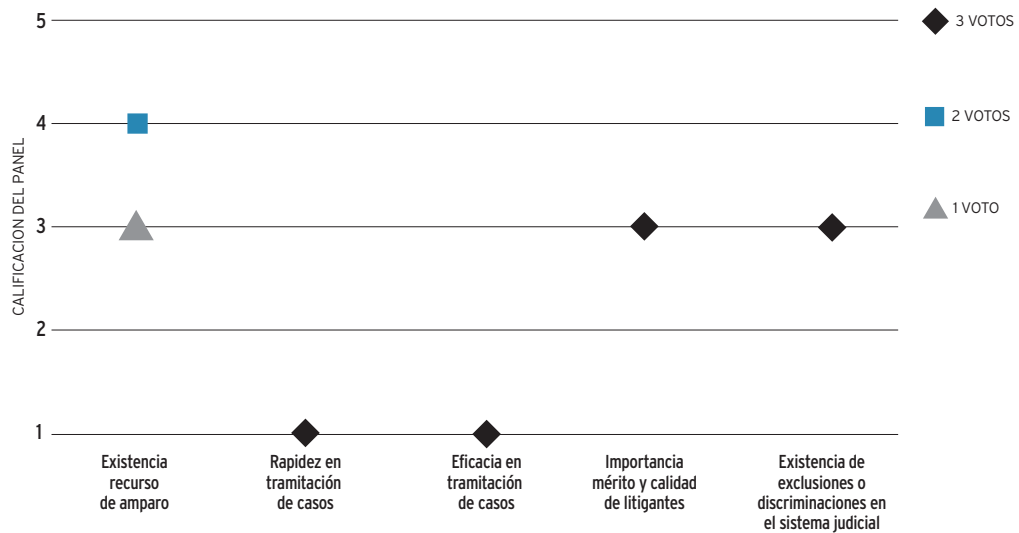 5
4
3
2
1
CALIFICACION DEL PANEL
3 VOTOS
2 VOTOS
1 VOTO
Existencia
recurso
de amparo
Rapidez en
tramitación
de casos
Eficacia en
tramitación
de casos
Importancia
mérito y calidad
de litigantes
Existencia de
exclusiones o
discriminaciones en
el sistema judicial